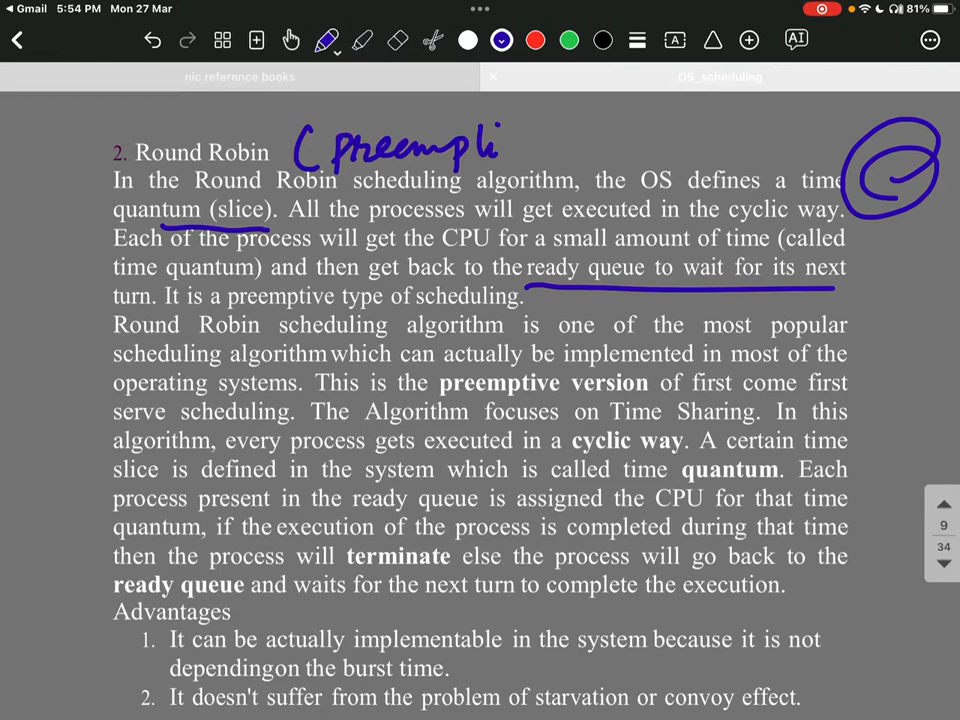 Gmail 5:54 PM Mon 27 Mar 81%
A AI
nic reference books
OS_scheduling
2. Round Robin ( Preempti
In the Round Robin scheduling algorithm, the OS defines a time
quantum (slice). All the processes will get executed in the cyclic way.
Each of the process will get the CPU for a small amount of time (called
time quantum) and then get back to the ready queue to wait for its next
turn. It is a preemptive type of scheduling.
Round Robin scheduling algorithm is one of the most popular
scheduling algorithm which can actually be implemented in most of the
operating systems. This is the preemptive version of first come first
serve scheduling. The Algorithm focuses on Time Sharing. In this
algorithm, every process gets executed in a cyclic way. A certain time
slice is defined in the system which is called time quantum. Each
process present in the ready queue is assigned the CPU for that time
quantum, if the execution of the process is completed during that time
then the process will terminate else the process will go back to the
ready queue and waits for the next turn to complete the execution.
Advantages
1. It can be actually implementable in the system because it is not
dependingon the burst time.
2. It doesn't suffer from the problem of starvation or convoy effect.
9
34